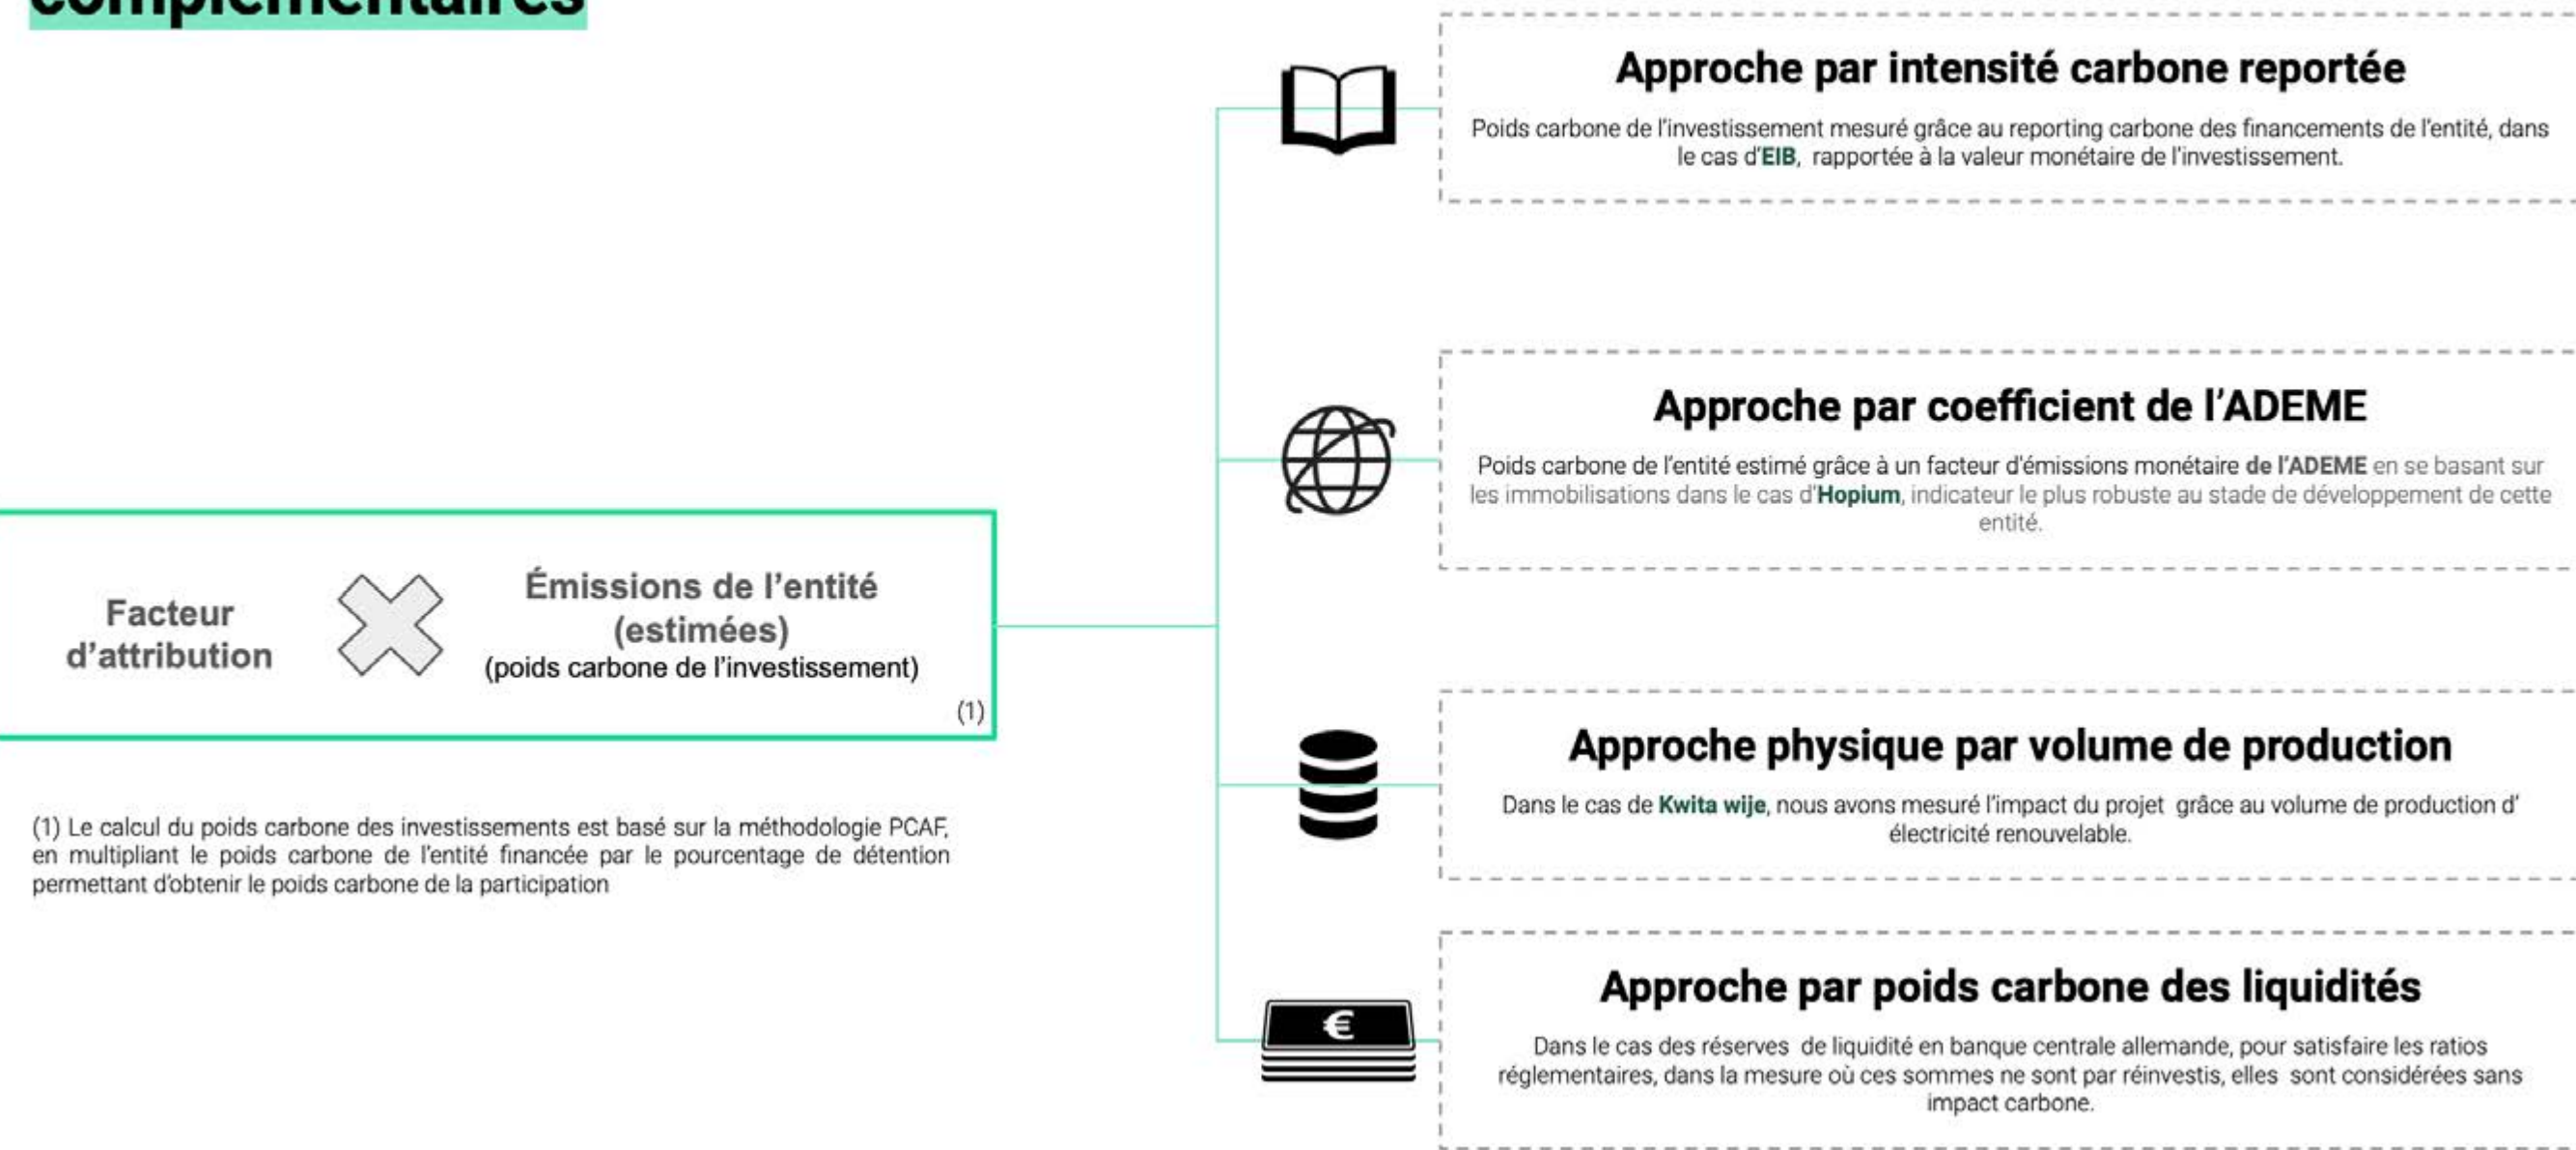 complémentaires
Facteur
d'attribution
Émissions de l'entité
(estimées)
(poids carbone de l'investissement)
(1)
(1) Le calcul du poids carbone des investissements est basé sur la méthodologie PCAF,
en multipliant le poids carbone de l'entité financée par le pourcentage de détention
permettant d'obtenir le poids carbone de la participation
Approche par intensité carbone reportée
Poids carbone de l'investissement mesuré grâce au reporting carbone des financements de l'entité, dans
le cas d'EIB, rapportée à la valeur monétaire de l'investissement.
Approche par coefficient de l'ADEME
Poids carbone de l'entité estimé grâce à un facteur d'émissions monétaire de l'ADEME en se basant sur
les immobilisations dans le cas d'Hopium, indicateur le plus robuste au stade de développement de cette
entité.
Approche physique par volume de production
Dans le cas de Kwita wije, nous avons mesuré l'impact du projet grâce au volume de production d'
électricité renouvelable.
€
Approche par poids carbone des liquidités
Dans le cas des réserves de liquidité en banque centrale allemande, pour satisfaire les ratios
réglementaires, dans la mesure où ces sommes ne sont par réinvestis, elles sont considérées sans
impact carbone.